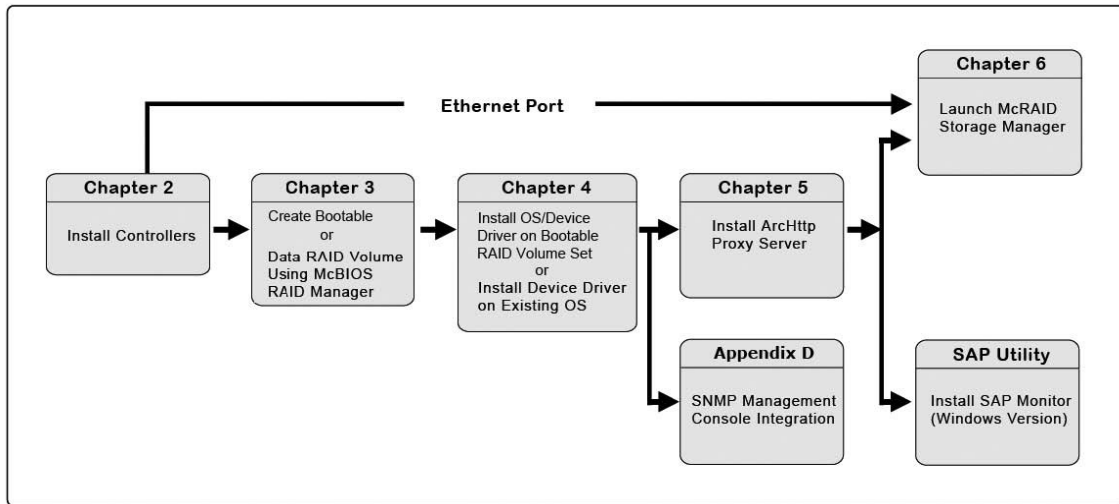 Chapter 6
Launch McRAID
Storage Manager
Ethernet Port
Chapter 2
Install Controllers
Chapter 3
Create Bootable
or
Data RAID Volume
Using McBIOS
RAID Manager
Chapter 4
Install OS/Device
Driver on Bootable
RAID Volume Set
or
Install Device Driver
on Existing OS
Chapter 5
Install ArcHttp
Proxy Server
Appendix D
SNMP Management
Console Integration
SAP Utility
Install SAP Monitor
(Windows Version)